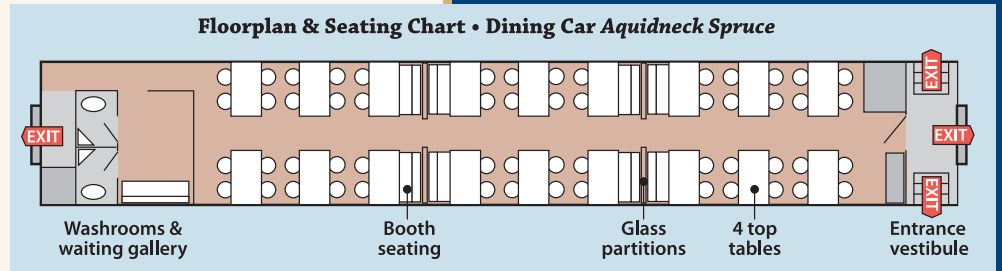 Floorplan & Seating Chart • Dining Car Aquidneck Spruce
EXIT
EXIT
EXIT
EXIT
Washrooms &
waiting gallery
Booth
seating
Glass
partitions
4 top
tables
Entrance
vestibule